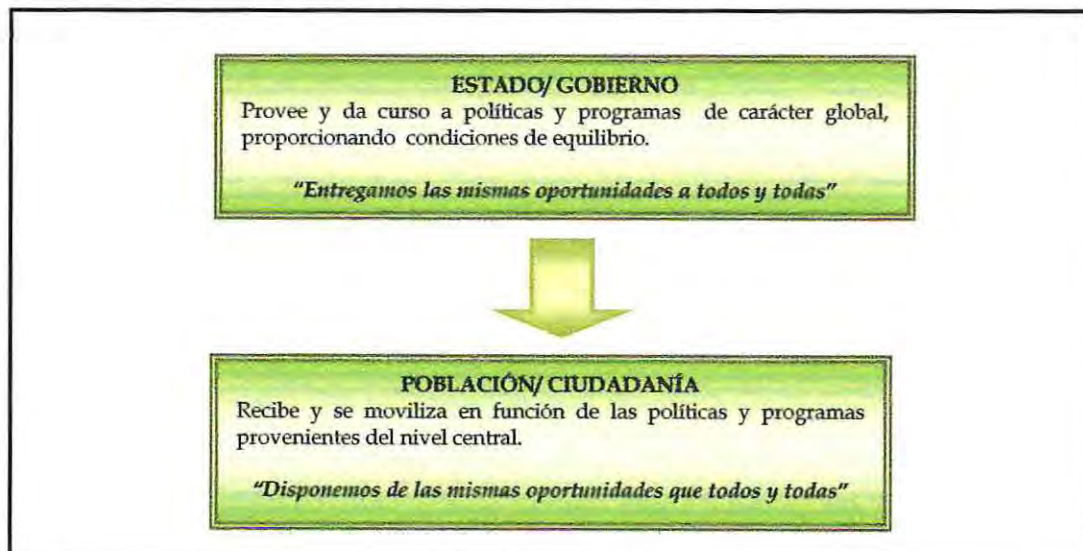 ESTADO/ GOBIERNO
Provee y da curso a políticas y programas de carácter global,
proporcionando condiciones de equilibrio.
"Entregamos las mismas oportunidades a todos y todas"
POBLACIÓN/ CIUDADANÍA
Recibe y se moviliza en función de las políticas y programas
provenientes del nivel central.
"Disponemos de las mismas oportunidades que todos y todas"